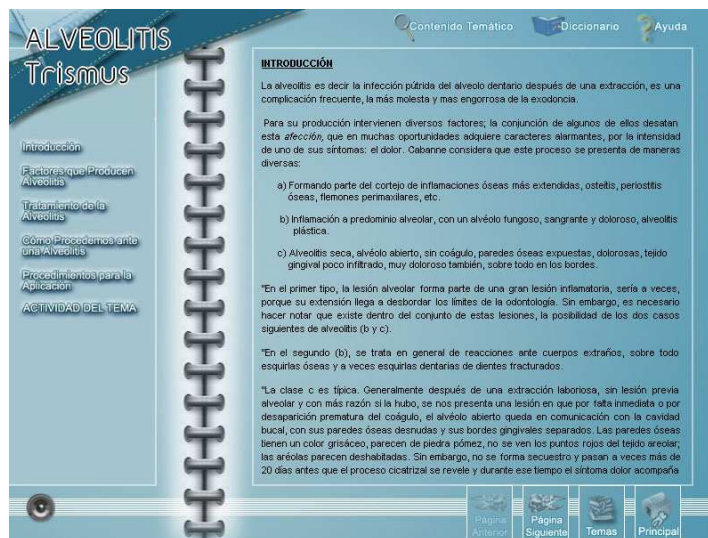 ALVEOLITIS
Trismus
Contenido Temático
Diccionario
Ayuda
Introducción
Factores que Producen
Alveolitis
Tratamiento de la
Alveolitis
Cómo Procedemos ante
una Alveolitis
Procedimientos para la
Aplicación
ACTIVIDAD DEL TEMA
INTRODUCCIÓN
La alveolitis es decir la infección pútrida del alveolo dentario después de una extracción, es una
complicación frecuente, la más molesta y mas engorrosa de la exodoncia.
Para su producción intervienen diversos factores; la conjunción de algunos de ellos desatan
esta afección, que en muchas oportunidades adquiere caracteres alarmantes, por la intensidad
de uno de sus síntomas: el dolor. Cabanne considera que este proceso se presenta de maneras
diversas:
a) Formando parte del cortejo de inflamaciones óseas más extendidas, osteítis, periostitis
óseas, flemones perimaxilares, etc.
b) Inflamación a predominio alveolar, con un alvéolo fungoso, sangrante y doloroso, alveolitis
plástica.
c) Alveolitis seca, alvéolo abierto, sin coágulo, paredes óseas expuestas, dolorosas, tejido
gingival poco infiltrado, muy doloroso también, sobre todo en los bordes.
"En el primer tipo, la lesión alveolar forma parte de una gran lesión inflamatoria, sería a veces,
porque su extensión llega a desbordar los límites de la odontología. Sin embargo, es necesario
hacer notar que existe dentro del conjunto de estas lesiones, la posibilidad de los dos casos
siguientes de alveolitis (b y c).
"En el segundo (b), se trata en general de reacciones ante cuerpos extraños, sobre todo
esquirlas óseas y a veces esquirlas dentarias de dientes fracturados.
"La clase c es típica. Generalmente después de una extracción laboriosa, sin lesión previa
alveolar y con más razón si la hubo, se nos presenta una lesión en que por falta inmediata o por
desaparición prematura del coágulo, el alvéolo abierto queda en comunicación con la cavidad
bucal, con sus paredes óseas desnudas y sus bordes gingivales separados. Las paredes óseas
tienen un color grisáceo, parecen de piedra pómez, no se ven los puntos rojos del tejido areolar;
las aréolas parecen deshabitadas. Sin embargo, no se forma secuestro y pasan a veces más de
20 días antes que el proceso cicatrizal se revele y durante ese tiempo el síntoma dolor acompaña
Página
Anterior
Página
Siguiente
Temas
Principal